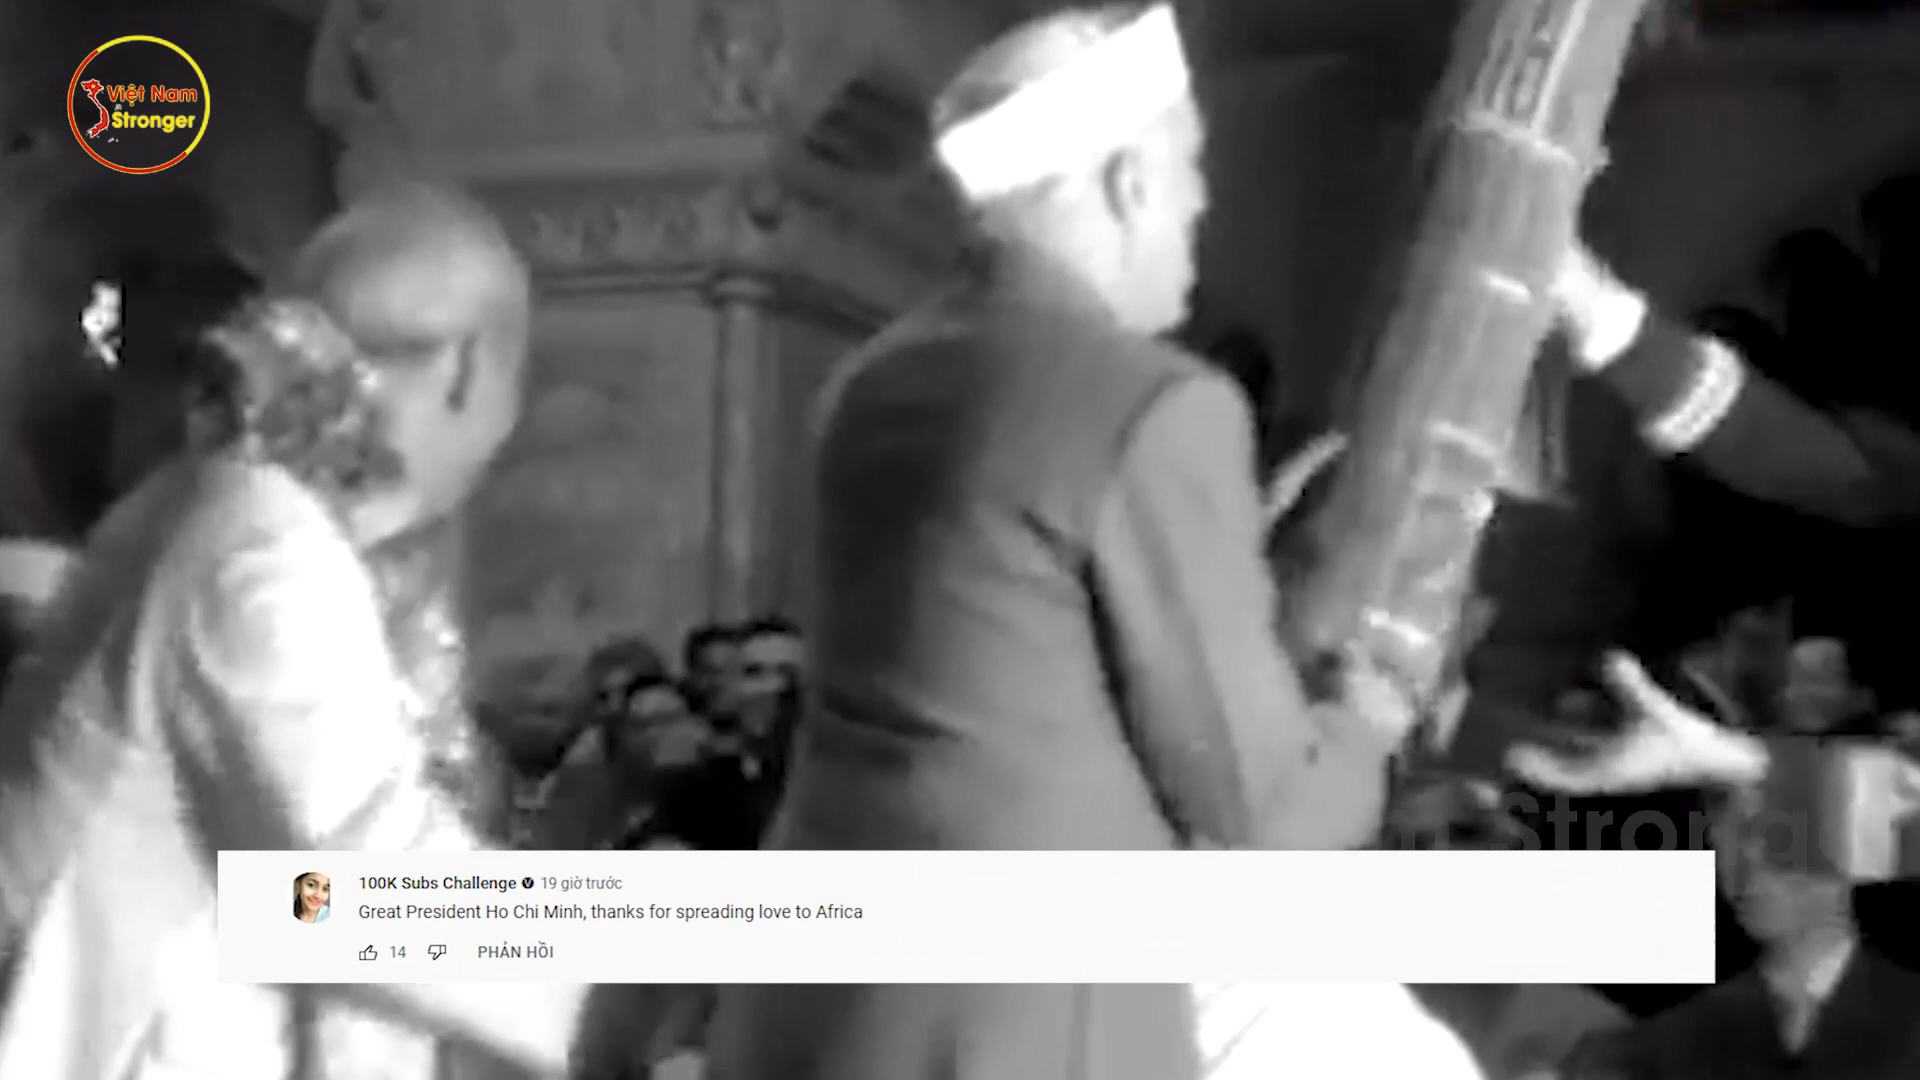 Việt Nam
Stronger
m Strong
100K Subs Challenge 19 giờ trước
Great President Ho Chi Minh, thanks for spreading love to Africa
14 PHẢN HỒI